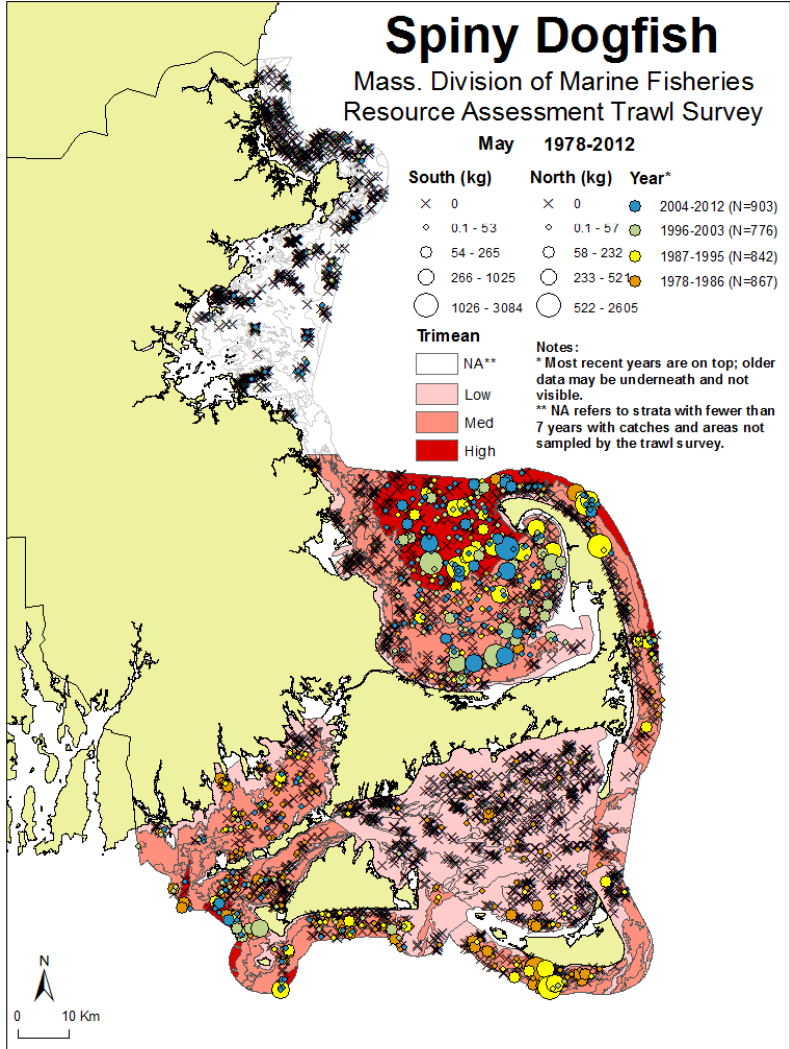 Spiny Dogfish
Mass. Division of Marine Fisheries
Resource Assessment Trawl Survey
May 1978-2012
South (kg) North (kg) Year*
0 0 2004-2012 (N=903)
0.1 - 53 0.1 - 57 1996-2003 (N=776)
54 - 265 58 - 232 1987-1995 (N=842)
266 - 1025 233 - 521 1978-1986 (N=867)
1026 - 3084 522 - 2605
Trimean
NA**
Low
Med
High
Notes:
* Most recent years are on top; older
data may be underneath and not
visible.
** NA refers to strata with fewer than
7 years with catches and areas not
sampled by the trawl survey.
N
0 10 Km